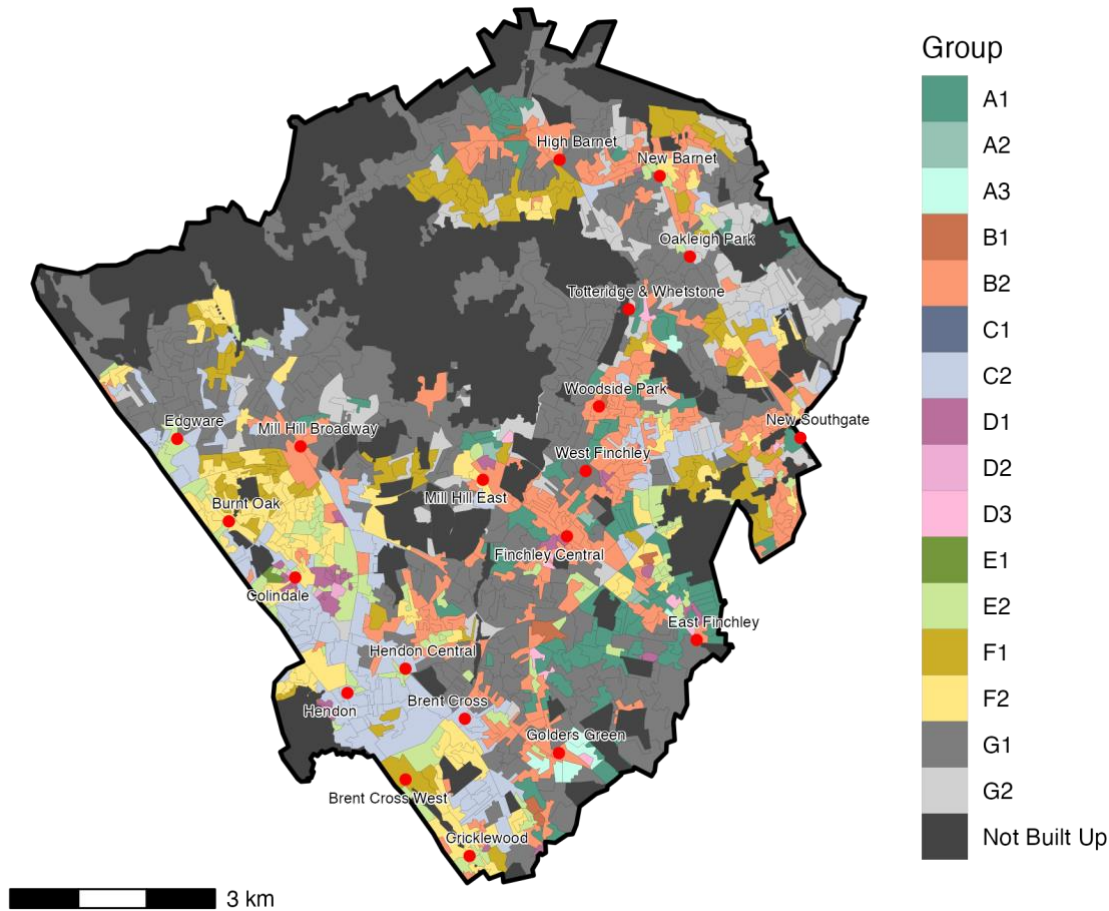 Group
A1
A2
A3
B1
B2
C1
C2
D1
D2
D3
E1
E2
F1
F2
G1
G2
Not Built Up
High Barnet
New Barnet
Oakleigh Park
Totteridge & Whetstone
Woodside Park
New Southgate
Edgware
Mill Hill Broadway
West Finchley
Mill Hill East
Burnt Oak
Finchley Central
Colindale
East Finchley
Hendon Central
Hendon
Brent Cross
Golders Green
Brent Cross West
Cricklewood
3 km